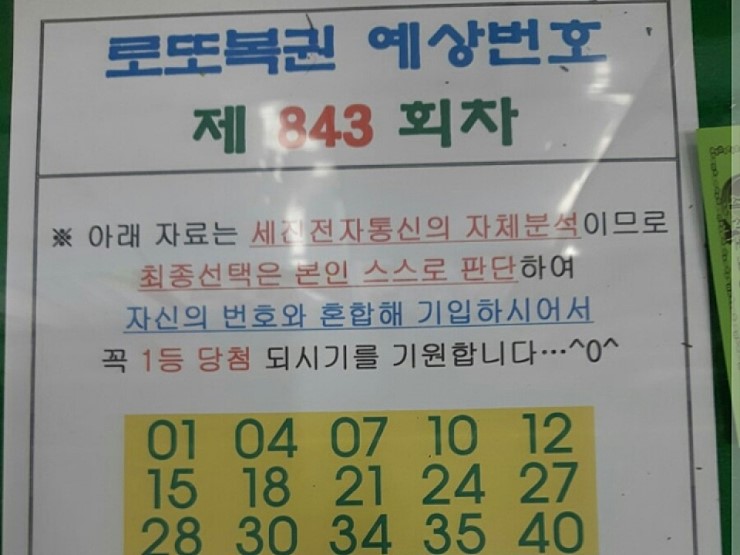 로또복권 예상번호
제 843 회차
※ 아래 자료는 세진전자통신의 자체분석이므로
최종선택은 본인 스스로 판단하여
자신의 번호와 혼합해 기입하시어서
꼭 1등 당첨 되시기를 기원합니다…^0^
01 04 07 10 12
15 18 21 24 27
28 30 34 35 40